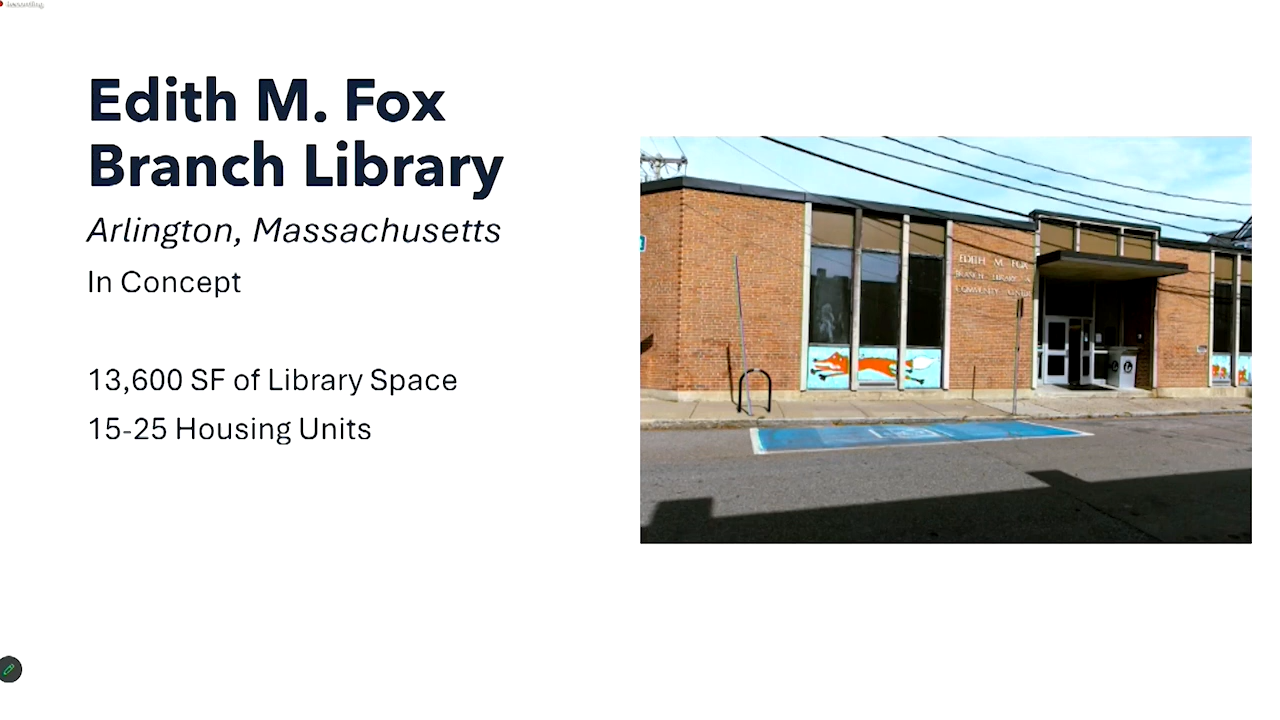 Edith M. Fox
Branch Library
Arlington, Massachusetts
In Concept
13,600 SF of Library Space
15-25 Housing Units
EDITH M. FOX
BRANCH LIBRARY &
COMMUNITY CENTER